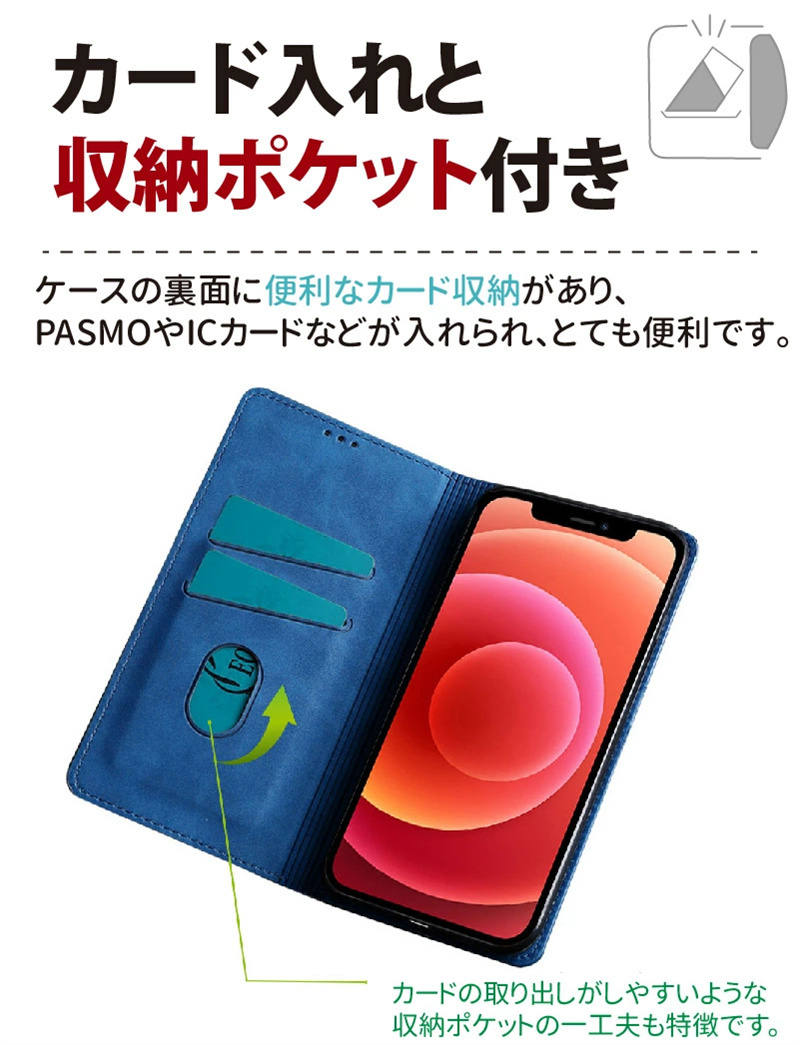 カード入れと
収納ポケット付き
ケースの裏面に便利なカード収納があり、
PASMOやICカードなどが入れられ、とても便利です。
EO
カードの取り出しがしやすいような
収納ポケットの一工夫も特徴です。